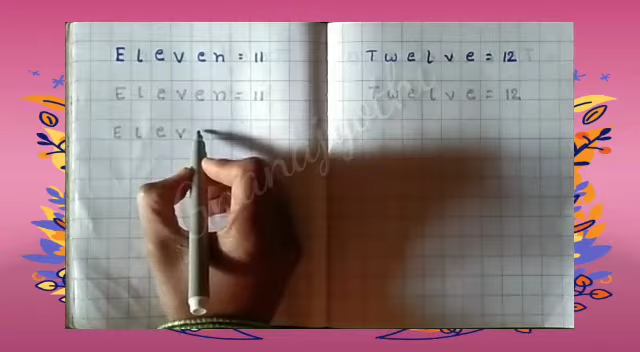 Eleven = 11
Eleven = 11
Elev
Twelve = 12
Twelve = 12